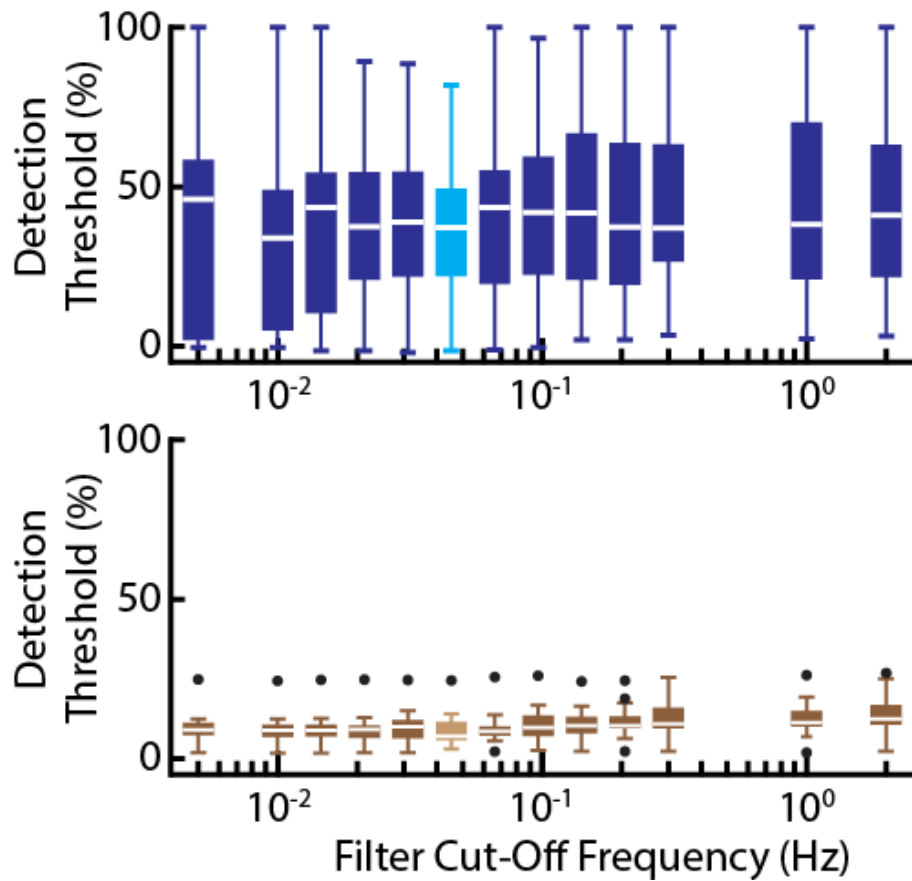 Detection
Threshold (%)
100
50
0
10-2
10-1
100
Detection
Threshold (%)
100
50
0
10-2
10-1
100
Filter Cut-Off Frequency (Hz)